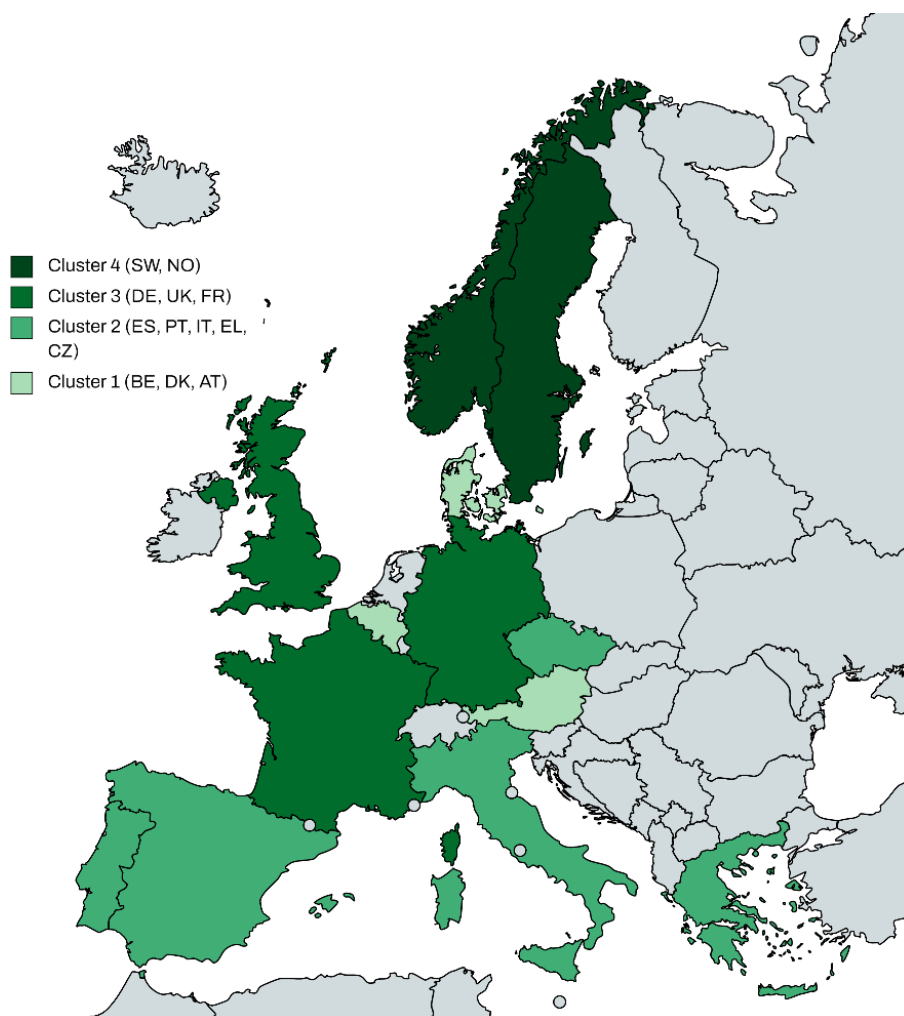 Cluster 4 (SW, NO)
Cluster 3 (DE, UK, FR)
Cluster 2 (ES, PT, IT, EL,
CZ)
Cluster 1 (BE, DK, AT)